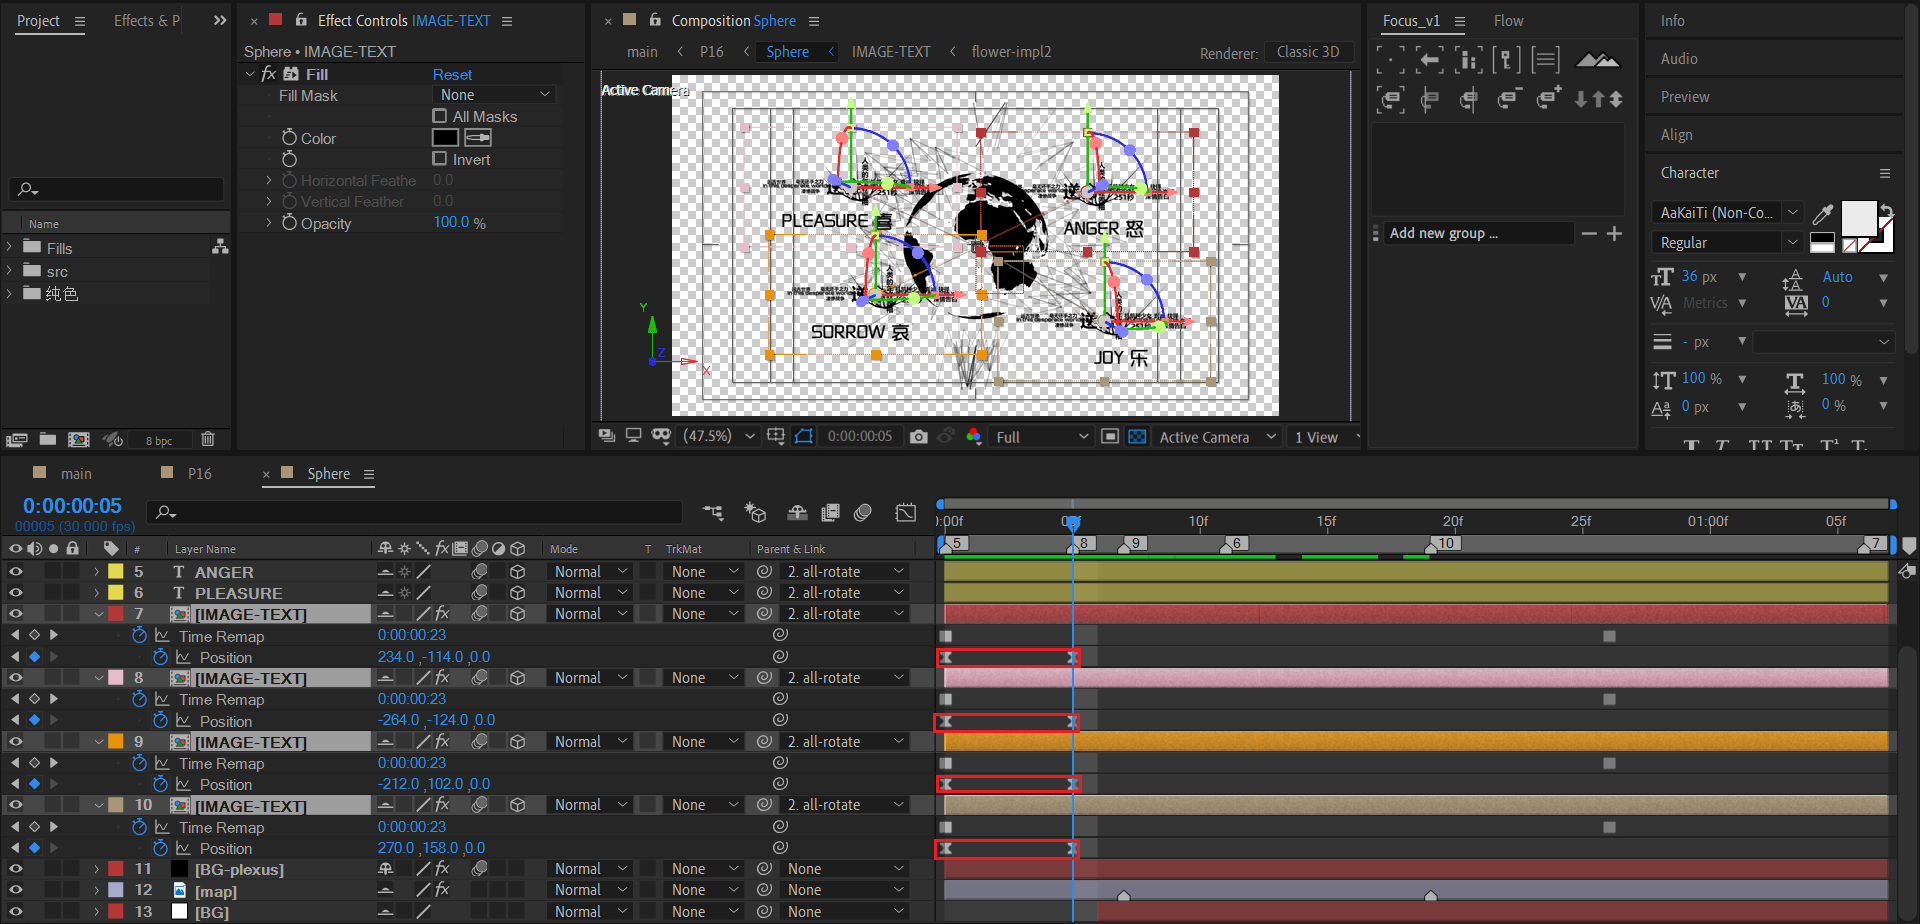 Project
Effects & P
Effect Controls IMAGE-TEXT
Composition Sphere
Focus_v1
Flow
Info
Sphere • IMAGE-TEXT
main
P16
Sphere
IMAGE-TEXT
flower-impl2
Renderer:
Classic 3D
Audio
fx
Fill
Reset
Active Camera
Preview
Fill Mask
None
All Masks
Color
Align
Invert
Character
Horizontal Feathe
0.0
Vertical Feather
0.0
Opacity
100.0 %
Name
Fills
src
纯色
PLEASURE 喜
ANGER 怒
SORROW 哀
JOY 乐
Y
Z
X
AaKaiTi (Non-Co...
Add new group ...
Regular
36 px
Auto
Metrics
0
- px
100 %
100 %
0 px
0 %
8 bpc
(47.5%)
0:00:00:05
Full
Active Camera
1 View
main
P16
Sphere
0:00:00:05
00005 (30.000 fps)
):00f
10f
15f
20f
25f
01:00f
05f
5
8
9
6
10
7
#
Layer Name
fx
Mode
T
TrkMat
Parent & Link
5
T
ANGER
Normal
None
2. all-rotate
6
T
PLEASURE
Normal
None
2. all-rotate
7
[IMAGE-TEXT]
fx
Normal
None
2. all-rotate
Time Remap
0:00:00:23
Position
234.0 ,-114.0 ,0.0
8
[IMAGE-TEXT]
fx
Normal
None
2. all-rotate
Time Remap
0:00:00:23
Position
-264.0 ,-124.0 ,0.0
9
[IMAGE-TEXT]
fx
Normal
None
2. all-rotate
Time Remap
0:00:00:23
Position
-212.0 ,102.0 ,0.0
10
[IMAGE-TEXT]
fx
Normal
None
2. all-rotate
Time Remap
0:00:00:23
Position
270.0 ,158.0 ,0.0
11
[BG-plexus]
fx
Normal
None
None
12
[map]
fx
Normal
None
None
13
[BG]
Normal
None
None